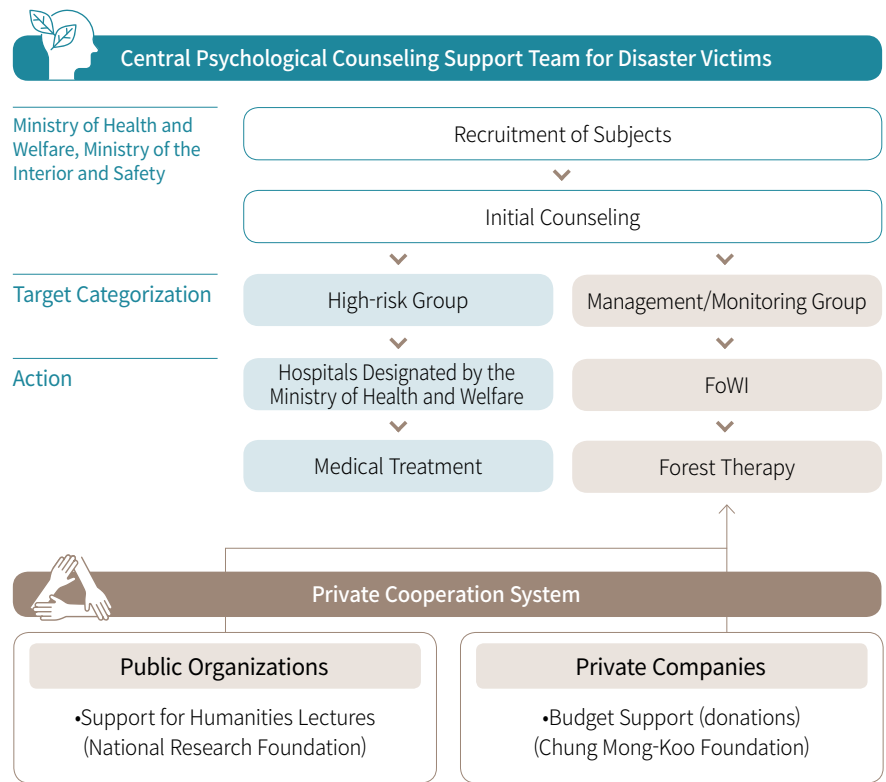 Central Psychological Counseling Support Team for Disaster Victims
Ministry of Health and
Welfare, Ministry of the
Interior and Safety
Recruitment of Subjects
Initial Counseling
Target Categorization
High-risk Group
Management/Monitoring Group
Action
Hospitals Designated by the
Ministry of Health and Welfare
FoWI
Medical Treatment
Forest Therapy
Private Cooperation System
Public Organizations
•Support for Humanities Lectures
(National Research Foundation)
Private Companies
•Budget Support (donations)
(Chung Mong-Koo Foundation)